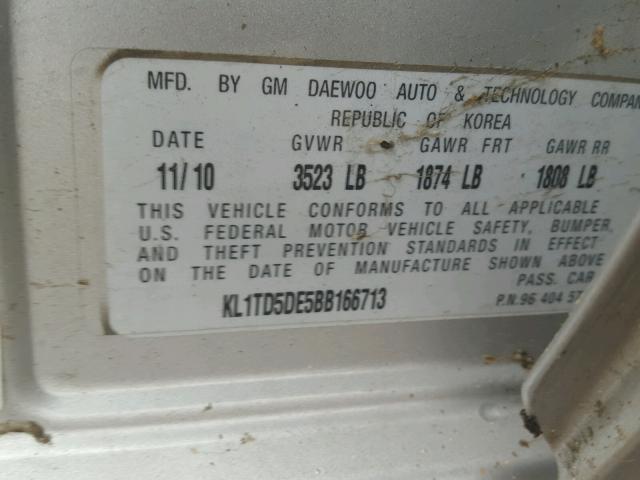 MFD. BY GM DAEWOO AUTO & TECHNOLOGY COMPAN
REPUBLIC OF KOREA
DATE GVWR GAWR FRT GAWR RR
11/10 3523 LB 1874 LB 1808 LB
THIS VEHICLE CONFORMS TO ALL APPLICABLE
U.S. FEDERAL MOTOR VEHICLE SAFETY, BUMPER,
AND THEFT PREVENTION STANDARDS IN EFFECT
ON THE DATE OF MANUFACTURE SHOWN ABOVE
PASS. CAR
KL1TD5DE5BB166713 P.N.96 404 5